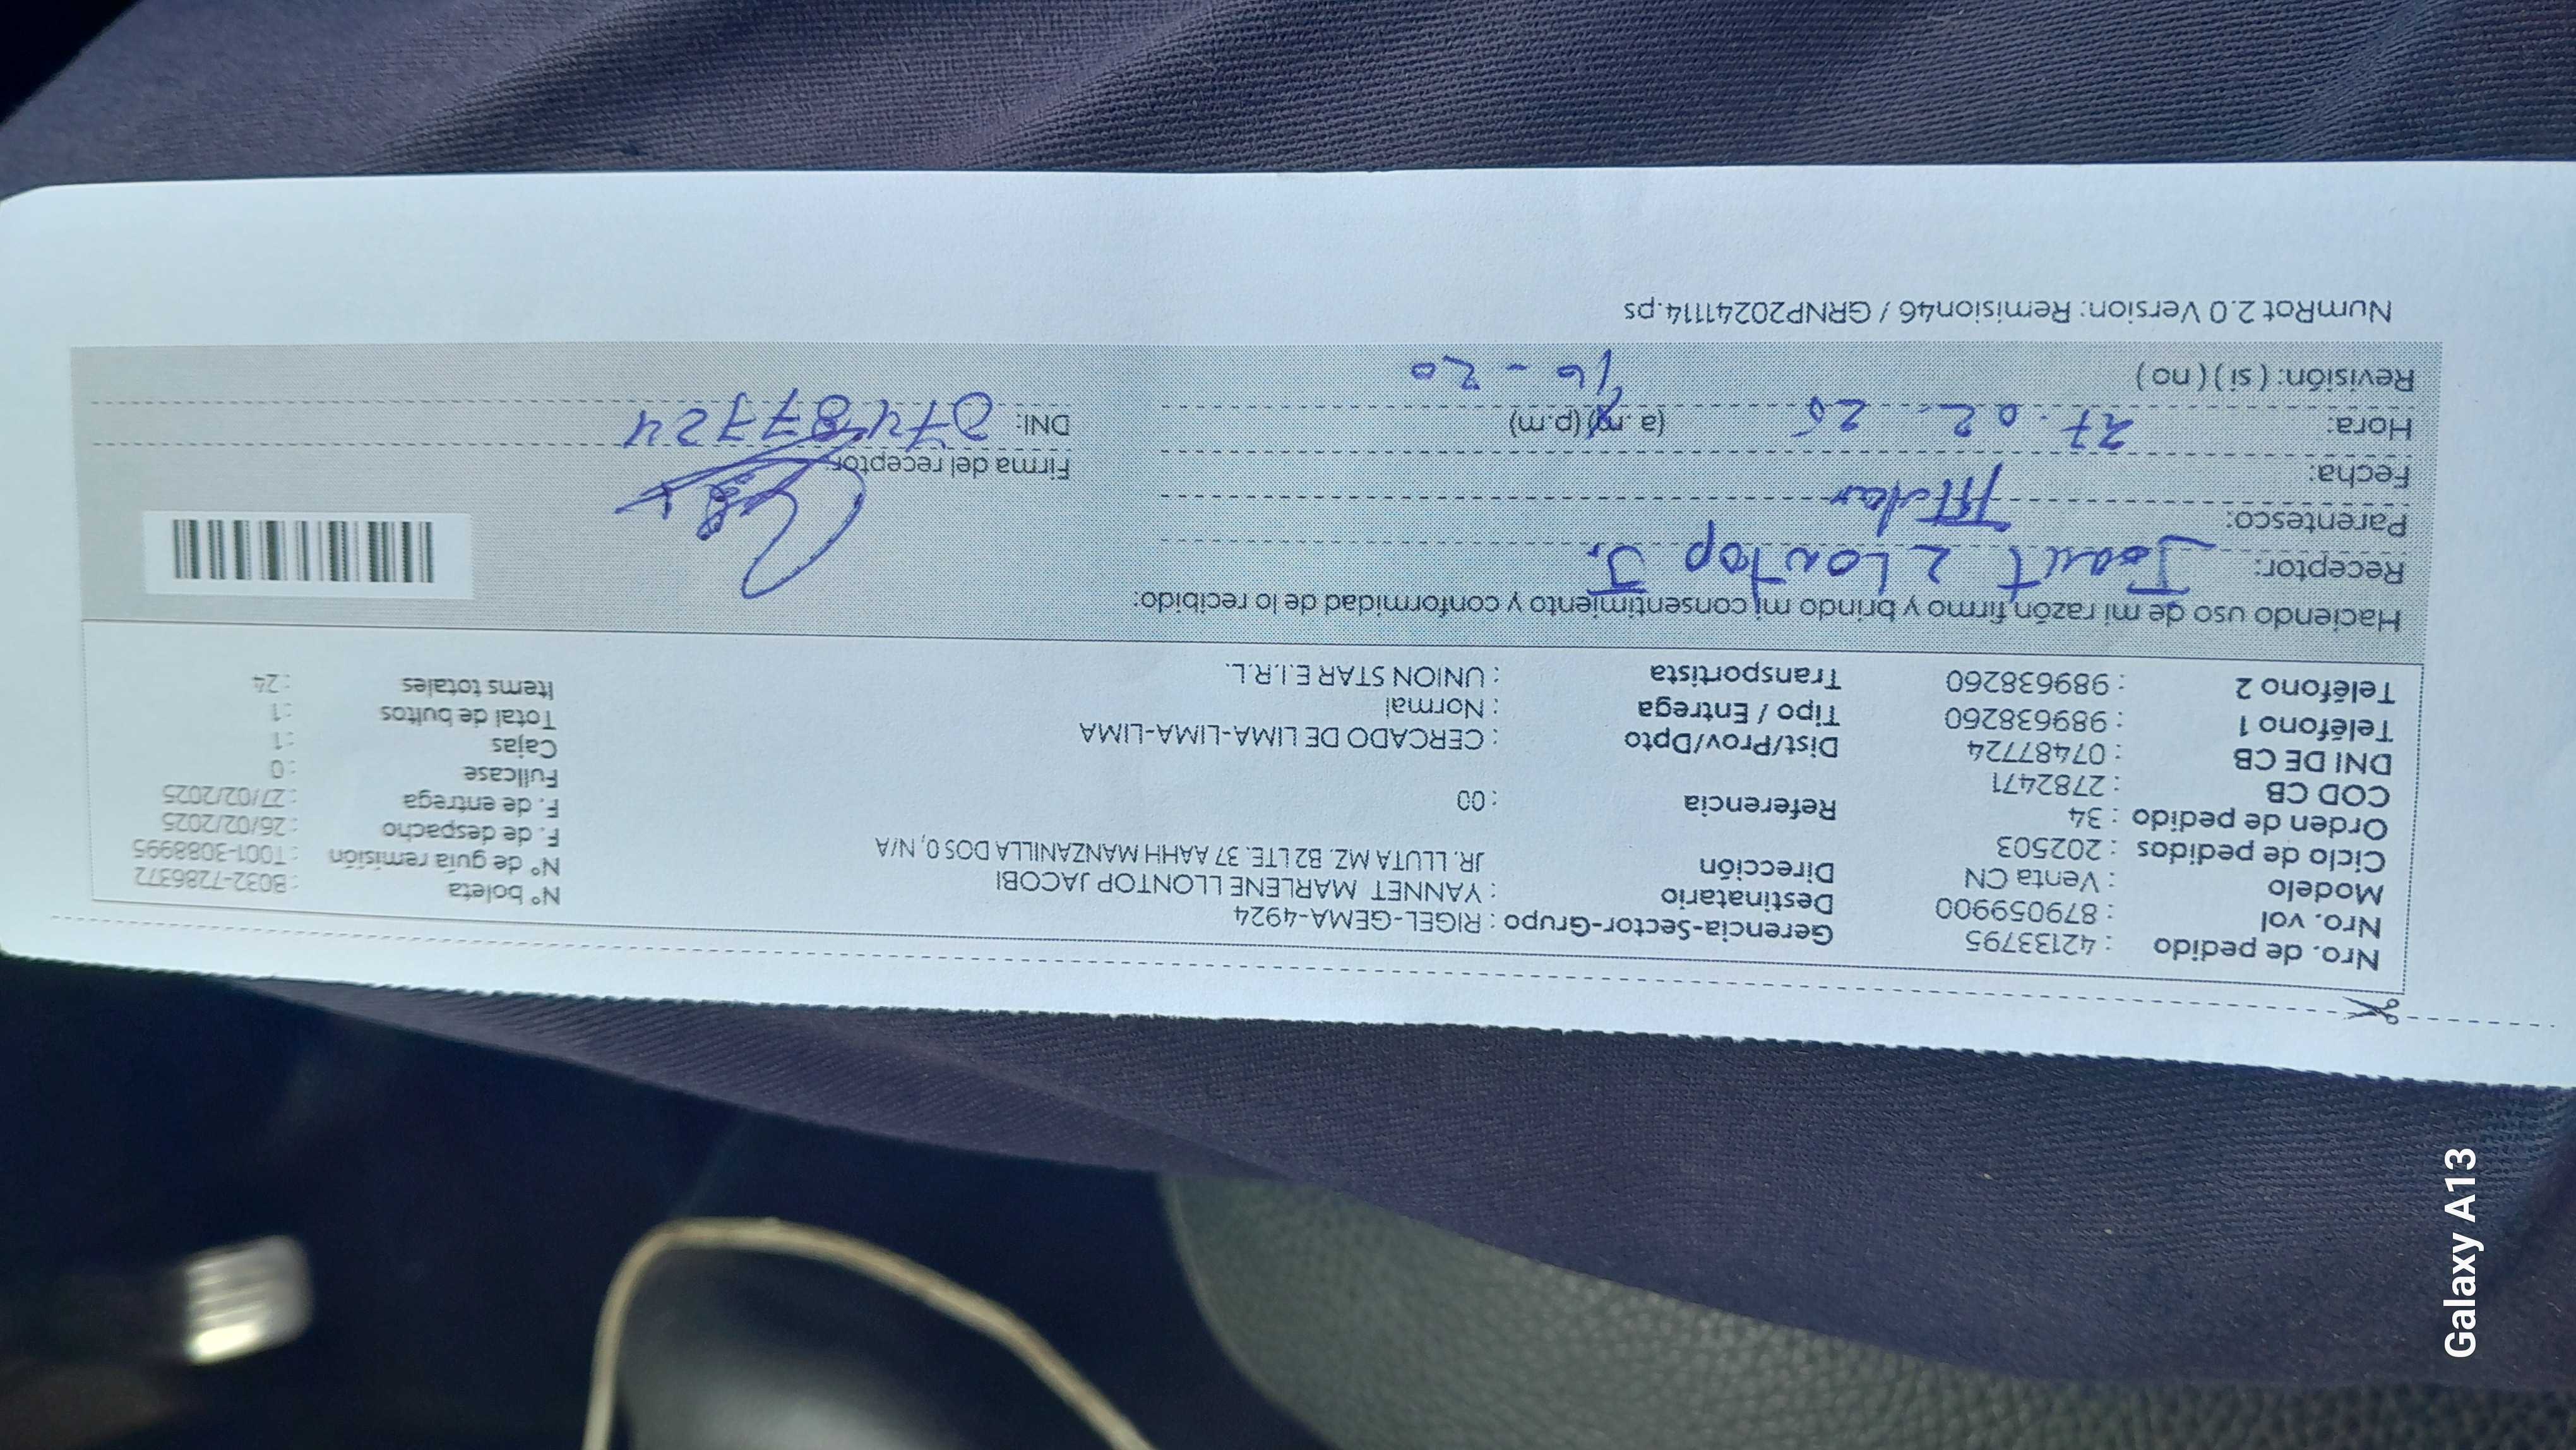 Nro. de pedido : 42133795
Nro. vol : 879059900
Modelo : Venta CN
Ciclo de pedidos : 202503
Orden de pedido : 34
COD CB : 2782471
DNI DE CB : 07487724
Teléfono 1 : 989638260
Teléfono 2 : 989638260
Gerencia-Sector-Grupo : RIGEL-GEMA-4924
Destinatario : YANNET MARLENE LLONTOP JACOBI
Dirección JR. LLUTA MZ. B2 LTE. 37 AAHH MANZANILLA DOS 0, N/A
Referencia : 00
Dist/Prov/Dpto : CERCADO DE LIMA-LIMA-LIMA
Tipo / Entrega : Normal
Transportista : UNION STAR E.I.R.L.
N° boleta : B032-7286372
N° de guía remisión : T001-3088995
F. de despacho : 26/02/2025
F. de entrega : 27/02/2025
Fullcase : 0
Cajas : 1
Total de bultos : 1
Items totales : 24
Haciendo uso de mi razón firmo y brindo mi consentimiento y conformidad de lo recibido:
Receptor: LLontop J.
Parentesco: Titular
Fecha:
Hora: 27.02.25 (a.m) (p.m)
Revisión: ( si ) ( no ) 16-20
Firma del receptor:
DNI: 07487724
NumRot 2.0 Version: Remision46 / GRNP20241114.ps
Galaxy A13